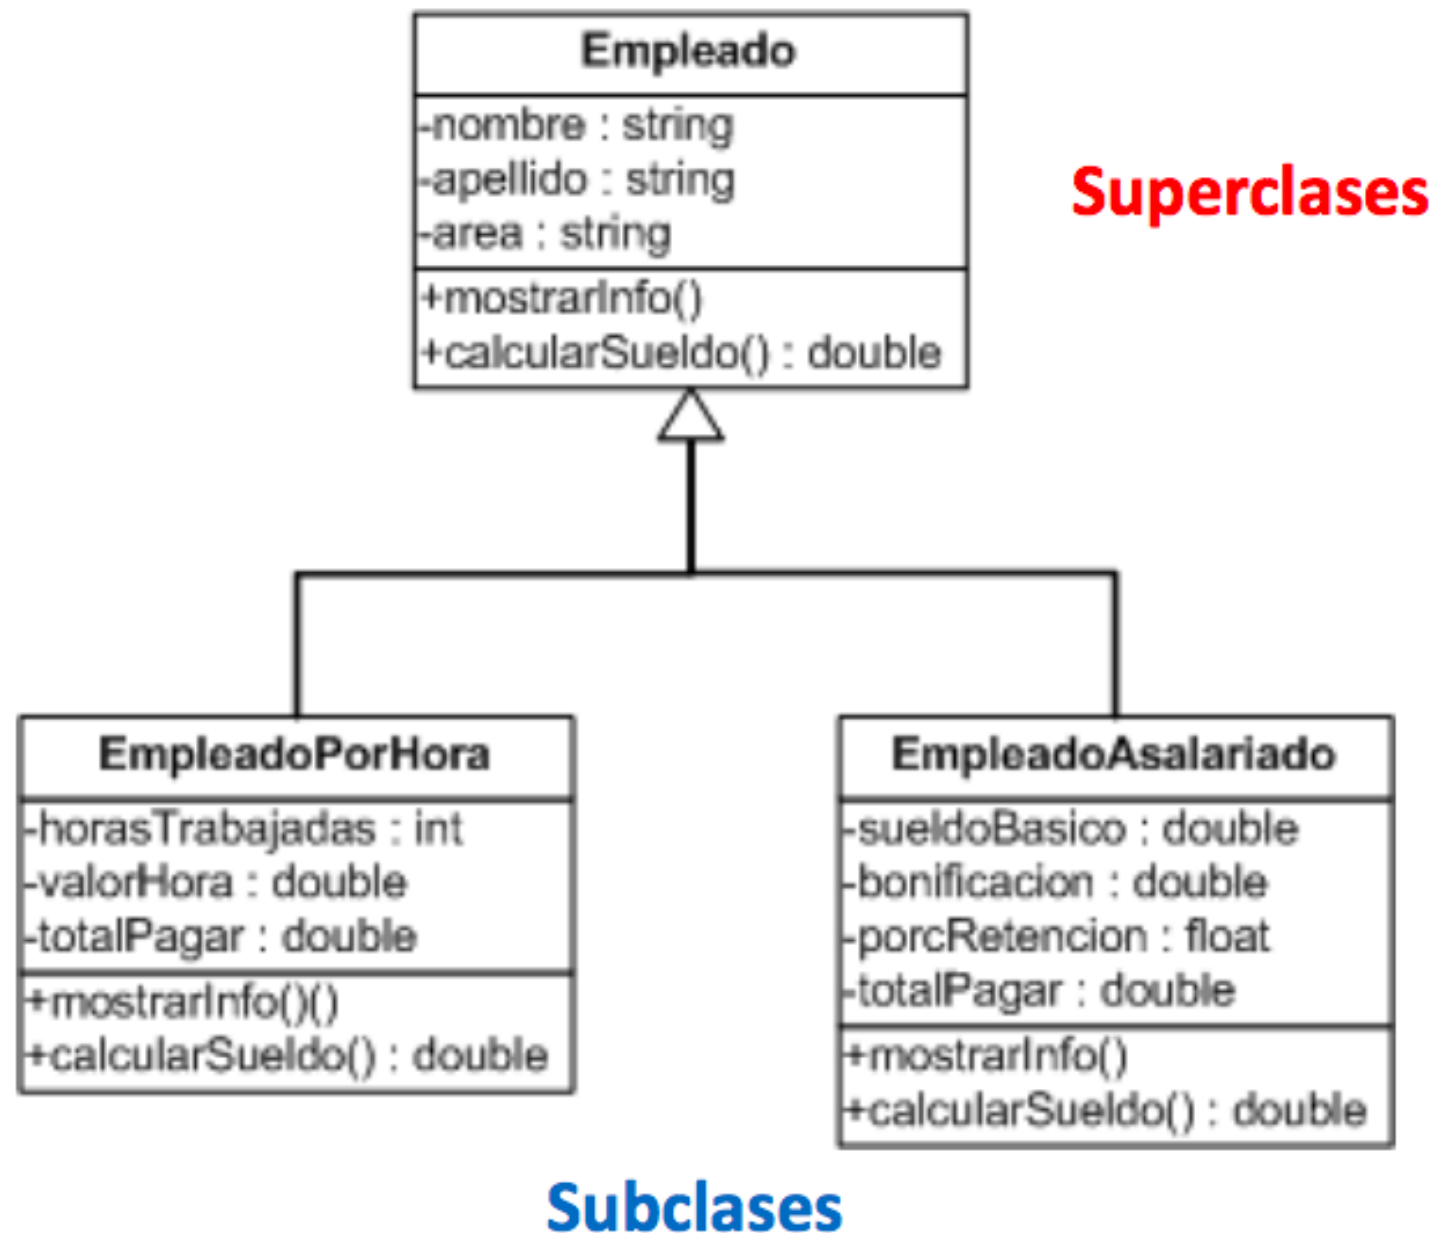 Empleado
-nombre : string
-apellido : string
-area : string
+mostrarInfo()
+calcularSueldo() : double
Superclases
EmpleadoPorHora
-horasTrabajadas : int
-valorHora : double
-totalPagar : double
+mostrarInfo()()
+calcularSueldo() : double
EmpleadoAsalariado
-sueldoBasico : double
-bonificacion : double
-porcRetencion : float
-totalPagar : double
+mostrarInfo()
+calcularSueldo() : double
Subclases